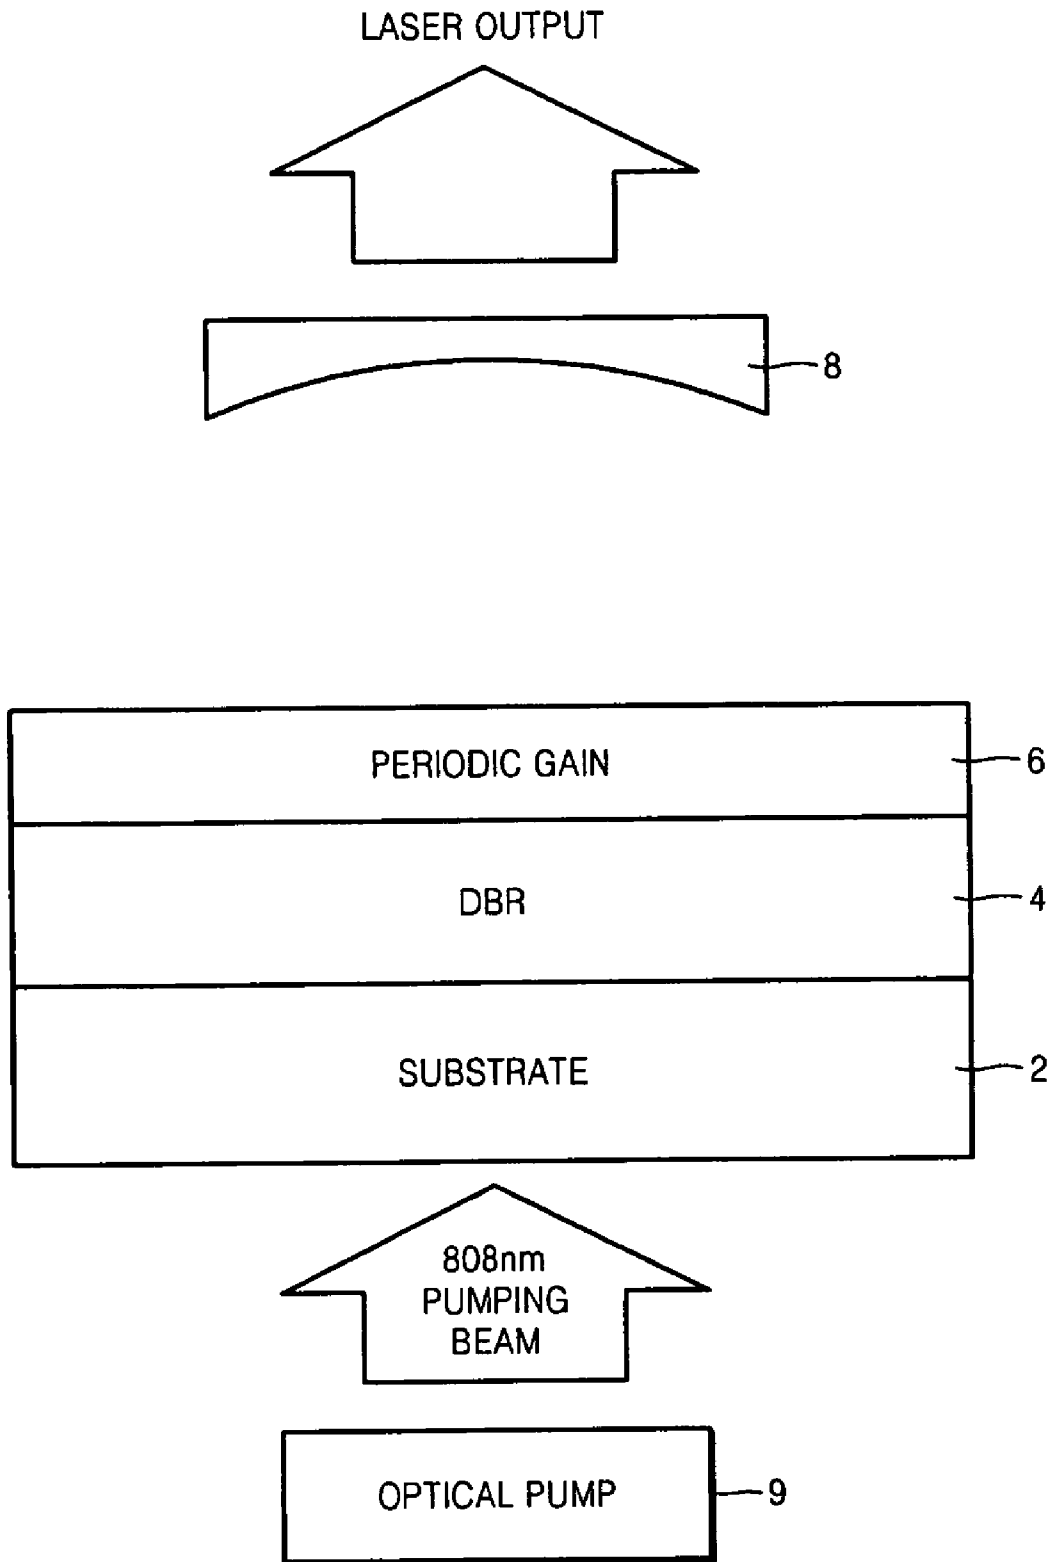 LASER OUTPUT
8
PERIODIC GAIN
6
DBR
4
SUBSTRATE
2
808nm
PUMPING
BEAM
OPTICAL PUMP
9